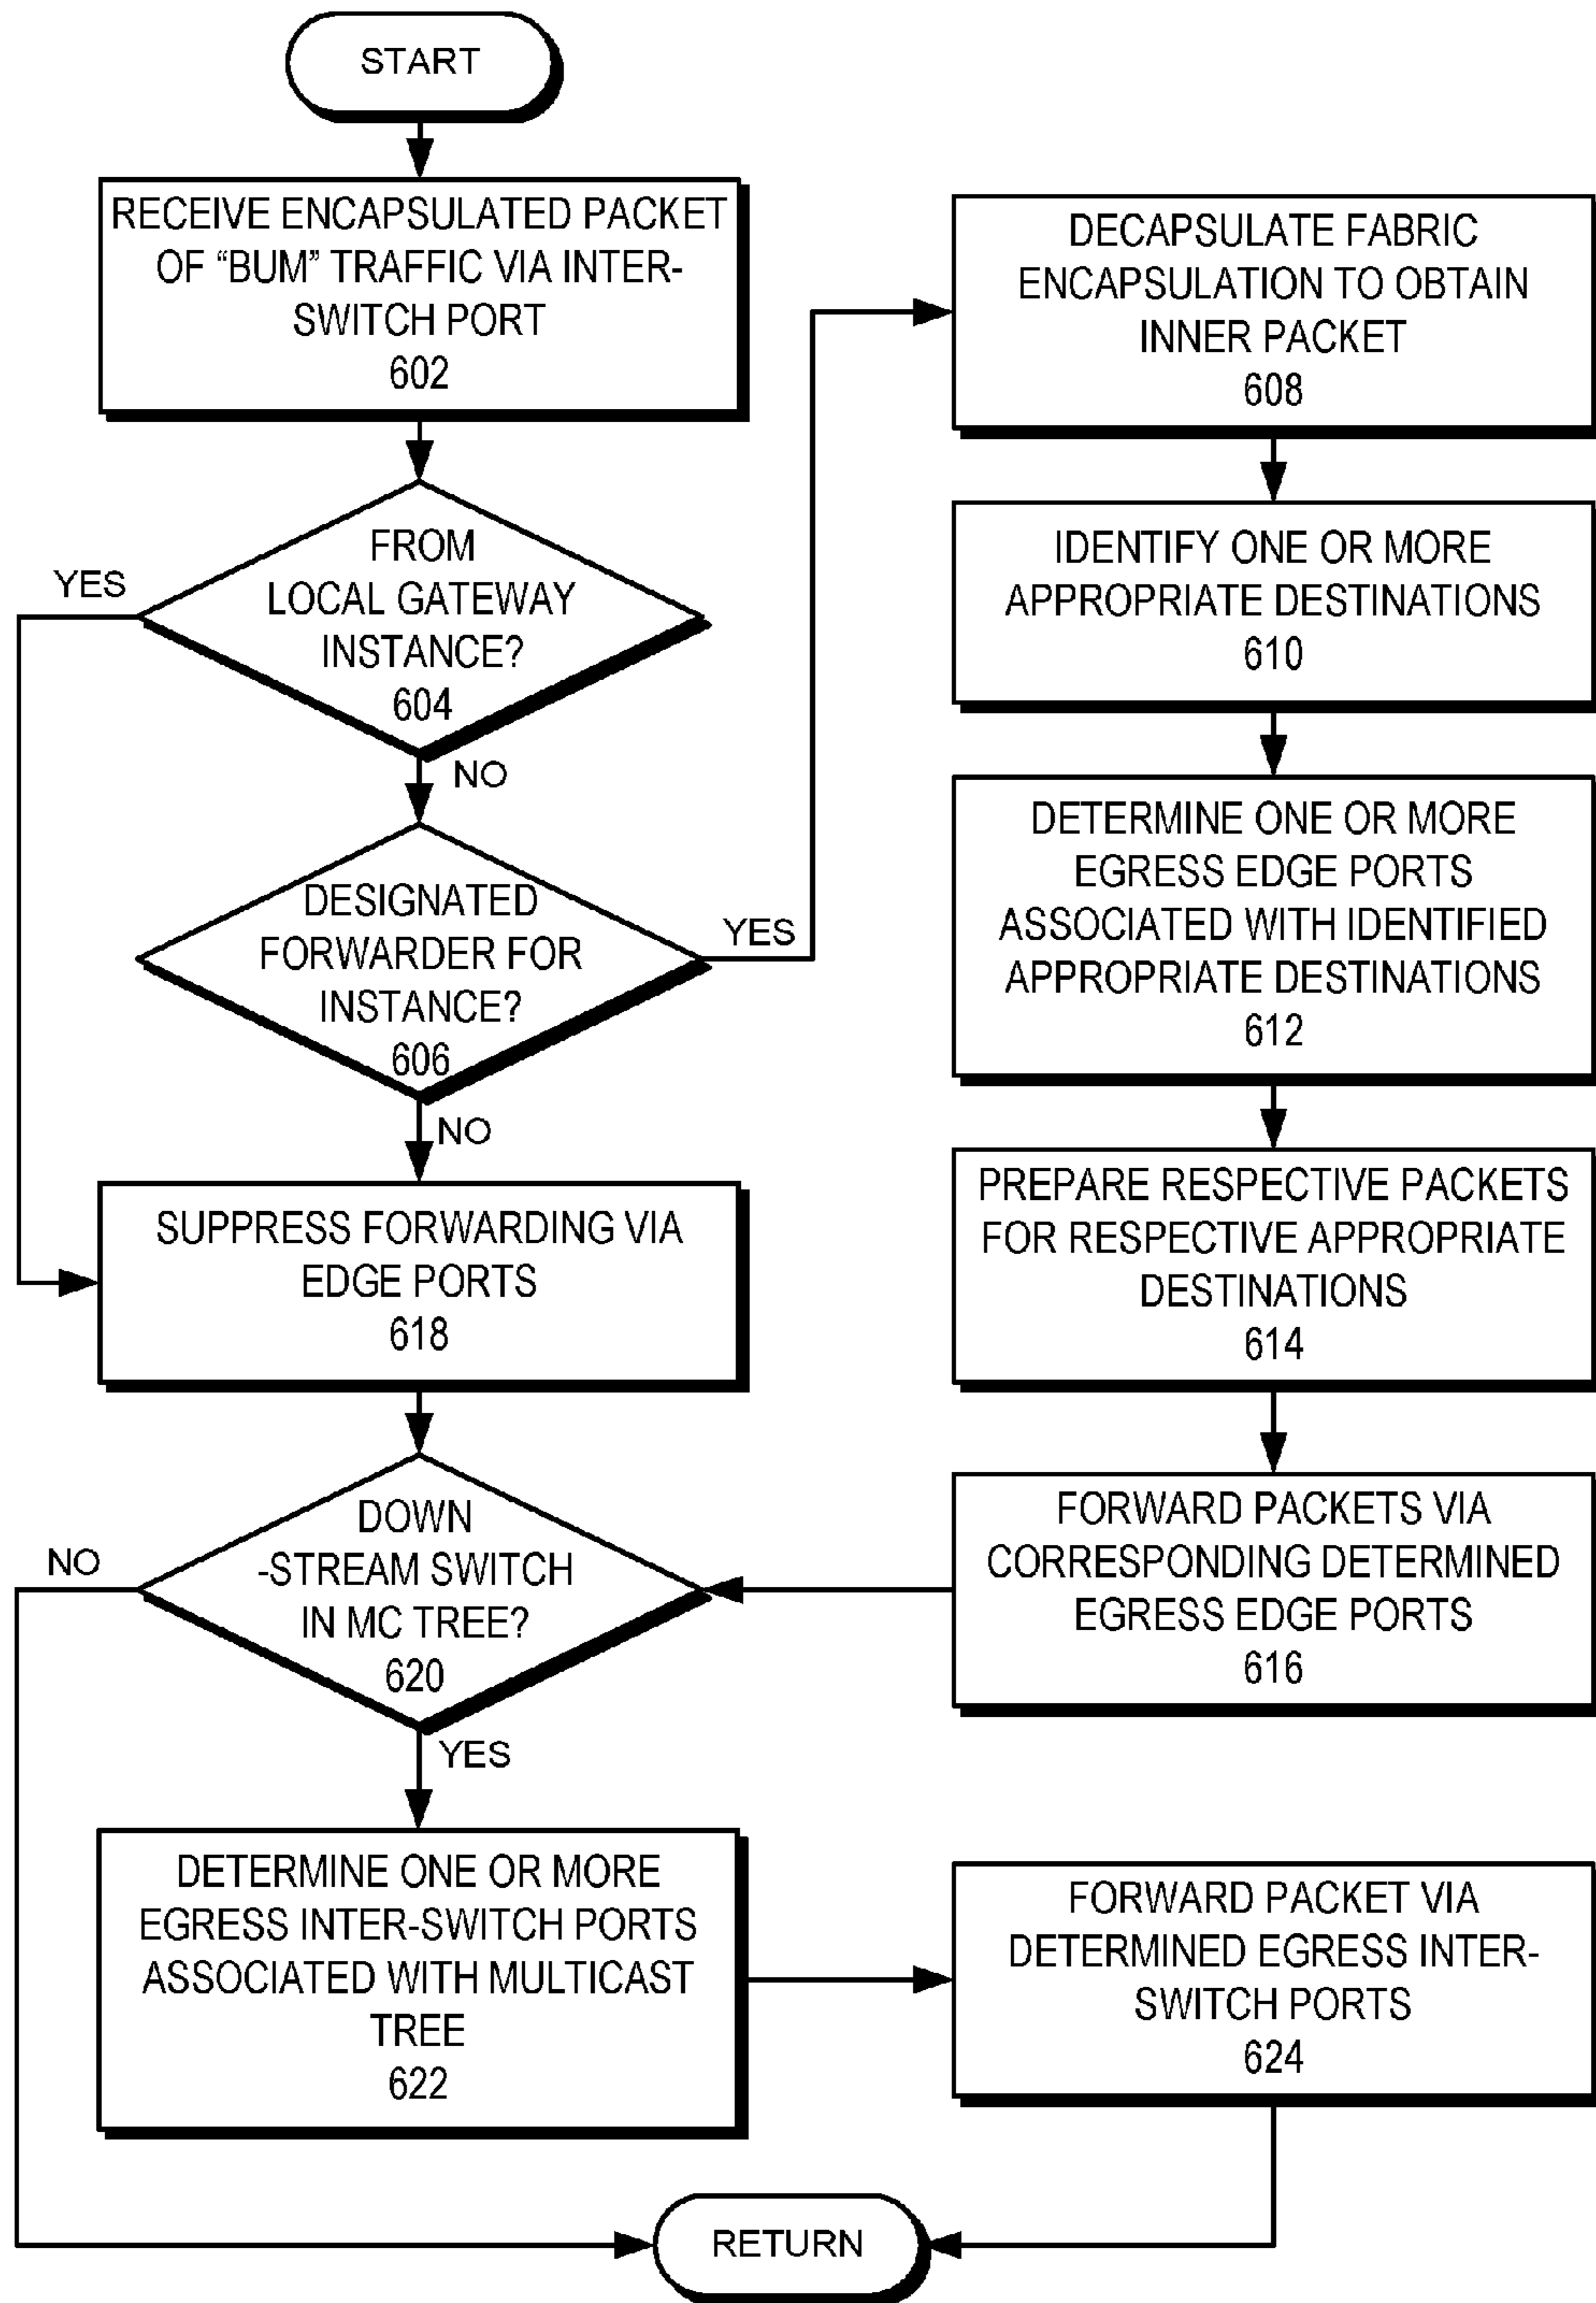 START
RECEIVE ENCAPSULATED PACKET
OF “BUM” TRAFFIC VIA INTER-
SWITCH PORT
602
FROM
LOCAL GATEWAY
INSTANCE?
604
YES
NO
DESIGNATED
FORWARDER FOR
INSTANCE?
606
YES
NO
DECAPSULATE FABRIC
ENCAPSULATION TO OBTAIN
INNER PACKET
608
IDENTIFY ONE OR MORE
APPROPRIATE DESTINATIONS
610
DETERMINE ONE OR MORE
EGRESS EDGE PORTS
ASSOCIATED WITH IDENTIFIED
APPROPRIATE DESTINATIONS
612
PREPARE RESPECTIVE PACKETS
FOR RESPECTIVE APPROPRIATE
DESTINATIONS
614
FORWARD PACKETS VIA
CORRESPONDING DETERMINED
EGRESS EDGE PORTS
616
SUPPRESS FORWARDING VIA
EDGE PORTS
618
DOWN
-STREAM SWITCH
IN MC TREE?
620
NO
YES
DETERMINE ONE OR MORE
EGRESS INTER-SWITCH PORTS
ASSOCIATED WITH MULTICAST
TREE
622
FORWARD PACKET VIA
DETERMINED EGRESS INTER-
SWITCH PORTS
624
RETURN